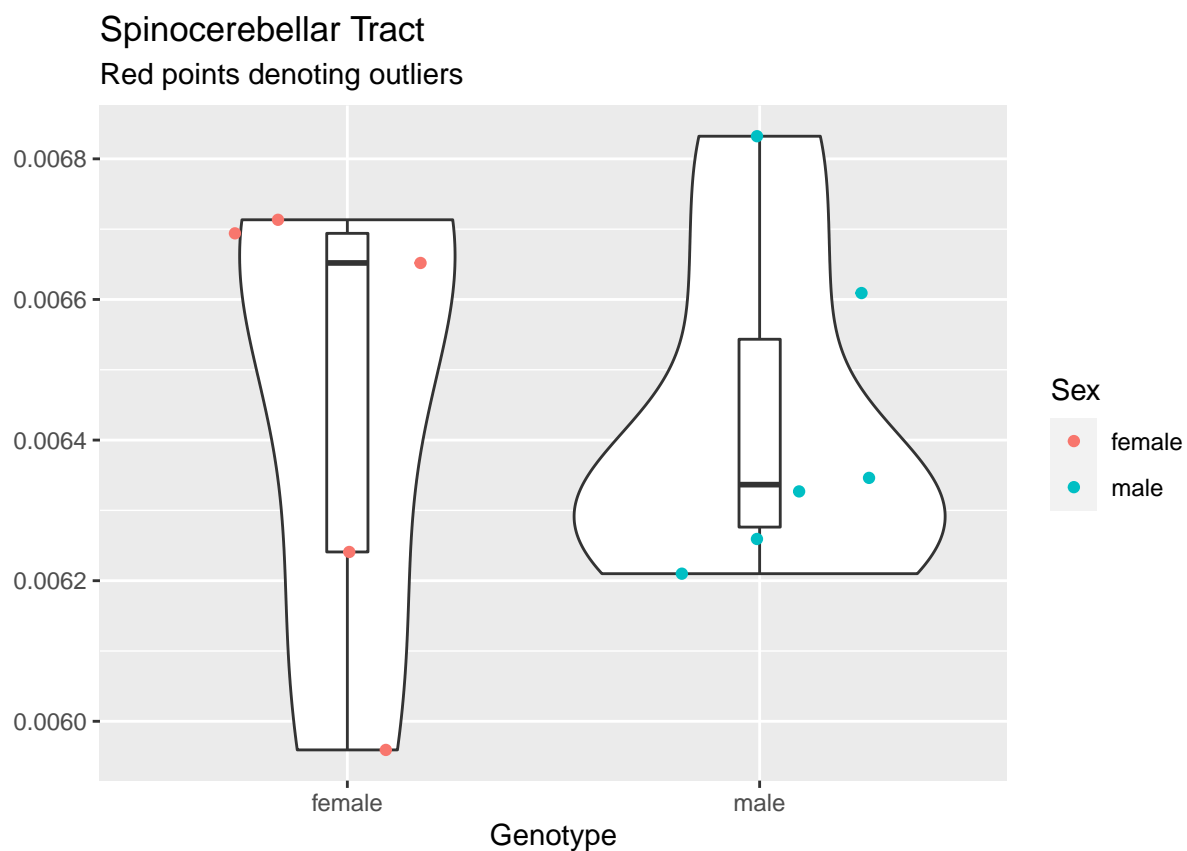 Spinocerebellar Tract
Red points denoting outliers
0.0068
0.0066
0.0064
0.0062
0.0060
female
male
Genotype
Sex
female
male